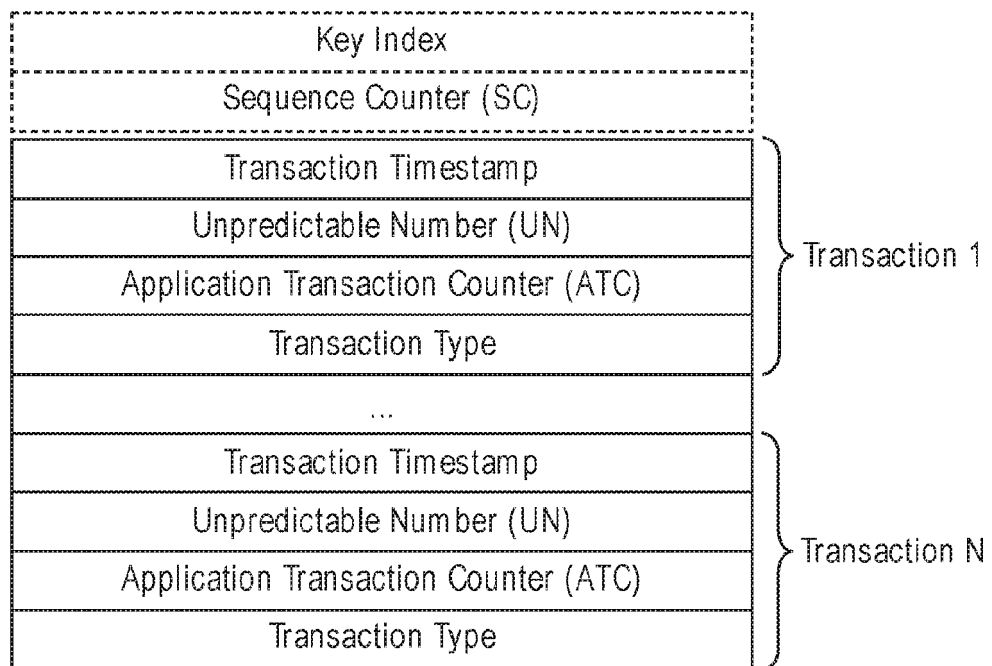 Key Index
Sequence Counter (SC)
Transaction Timestamp
Unpredictable Number (UN)
Application Transaction Counter (ATC)
Transaction Type
Transaction 1
...
Transaction Timestamp
Unpredictable Number (UN)
Application Transaction Counter (ATC)
Transaction Type
Transaction N